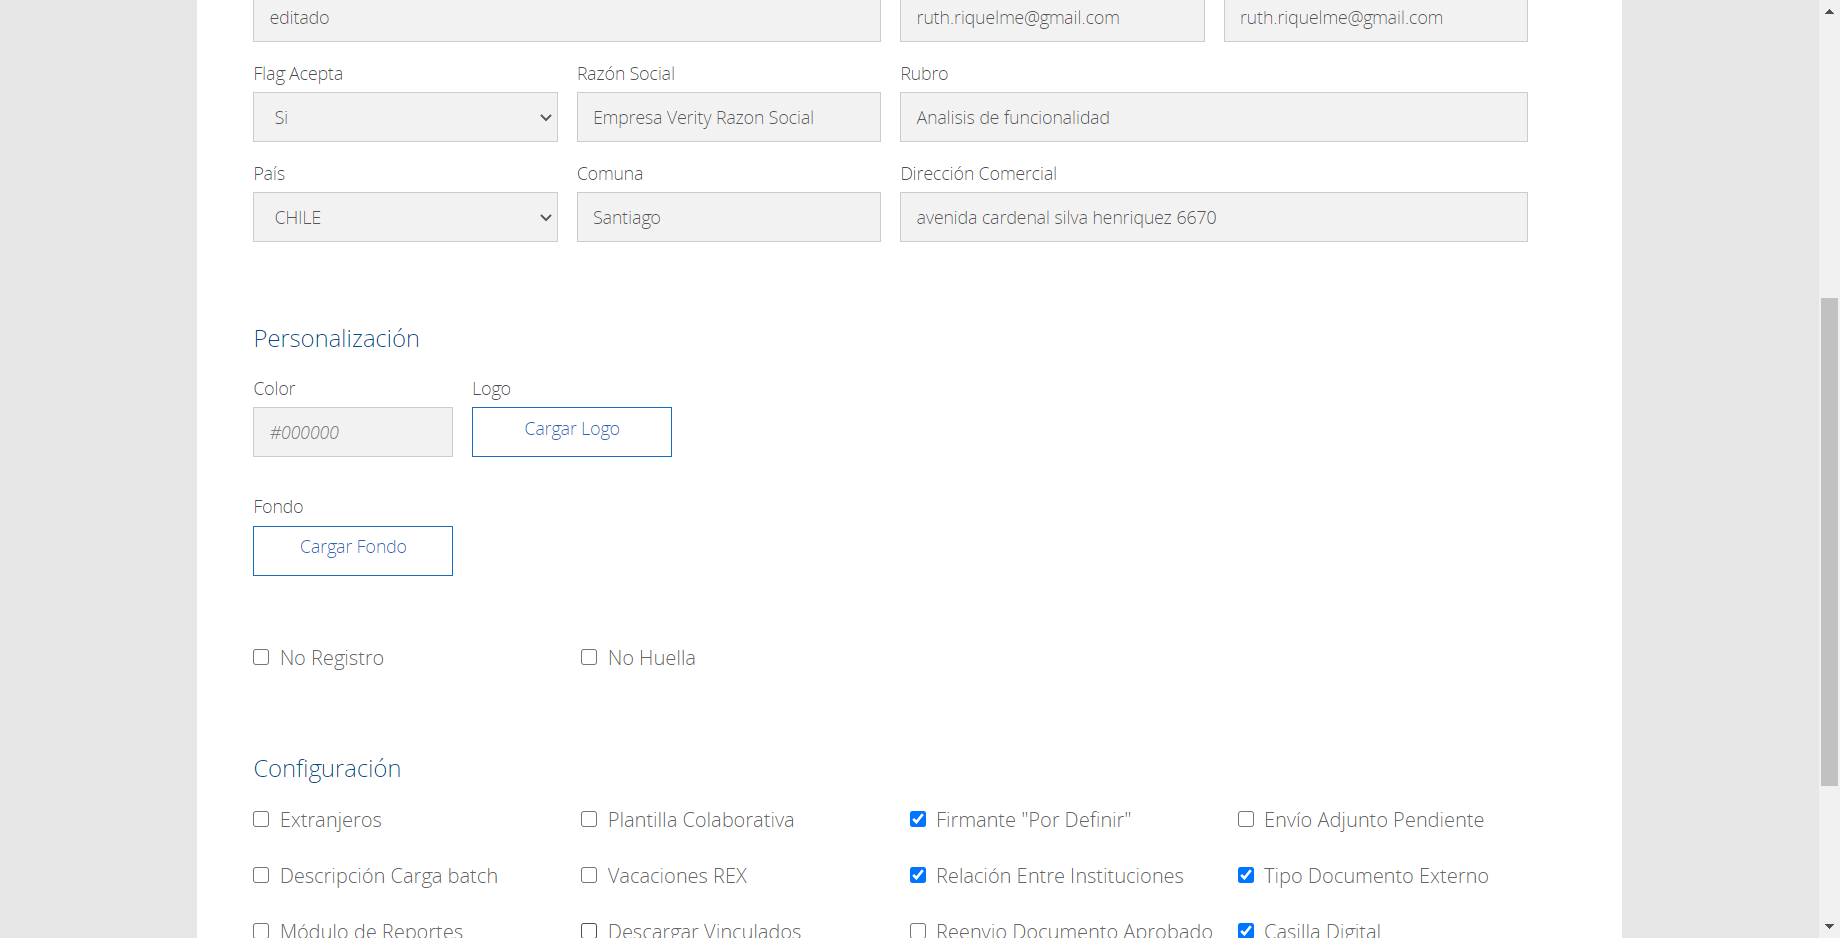 editado ruth.riquelme@gmail.com ruth.riquelme@gmail.com
Flag Acepta Razón Social Rubro
Si Empresa Verity Razon Social Analisis de funcionalidad
País Comuna Dirección Comercial
CHILE Santiago avenida cardenal silva henriquez 6670
Personalización
Color Logo
#000000 Cargar Logo
Fondo
Cargar Fondo
No Registro No Huella
Configuración
Extranjeros Plantilla Colaborativa Firmante "Por Definir" Envío Adjunto Pendiente
Descripción Carga batch Vacaciones REX Relación Entre Instituciones Tipo Documento Externo
Módulo de Reportes Descargar Vinculados Reenvio Documento Aprobado Casilla Digital